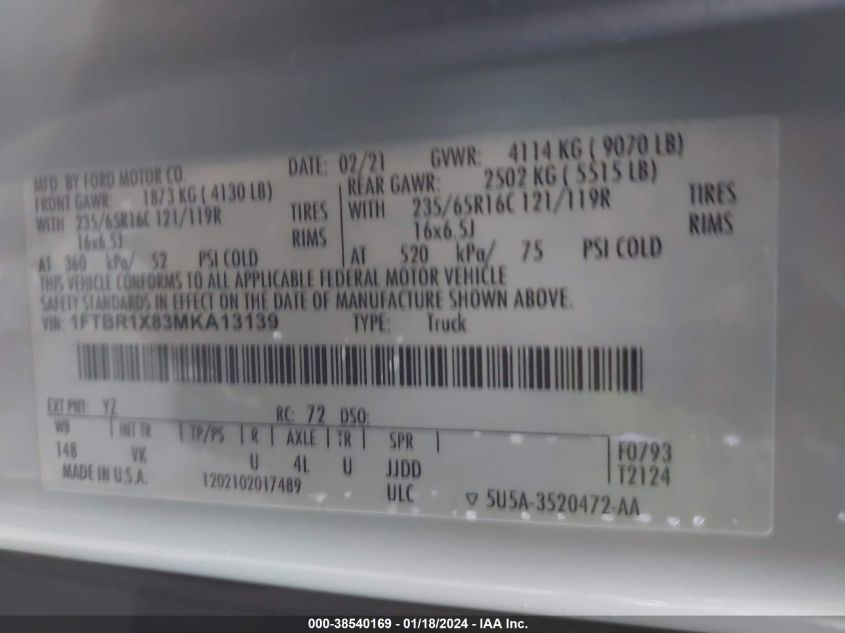 MFD. BY FORD MOTOR CO. DATE: 02/21 GVWR: 4114 KG ( 9070 LB)
FRONT GAWR: 1873 KG ( 4130 LB) REAR GAWR: 2502 KG ( 5515 LB)
WITH 235/65R16C 121/119R TIRES WITH 235/65R16C 121/119R TIRES
16x6.5J RIMS 16x6.5J RIMS
AT 360 kPa/ 52 PSI COLD AT 520 kPa/ 75 PSI COLD
THIS VEHICLE CONFORMS TO ALL APPLICABLE FEDERAL MOTOR VEHICLE
SAFETY STANDARDS IN EFFECT ON THE DATE OF MANUFACTURE SHOWN ABOVE.
VIN: 1FTBR1X83MKA13139 TYPE: Truck
EXT PNT: YZ RC: 72 DSO:
WB INT TR TP/PS R AXLE TR SPR
148 VK U 4L U JJDD F0793
MADE IN U.S.A. 1202102017489 ULC T2124
5U5A-3520472-AA
000-38540169 - 01/18/2024 - IAA Inc.